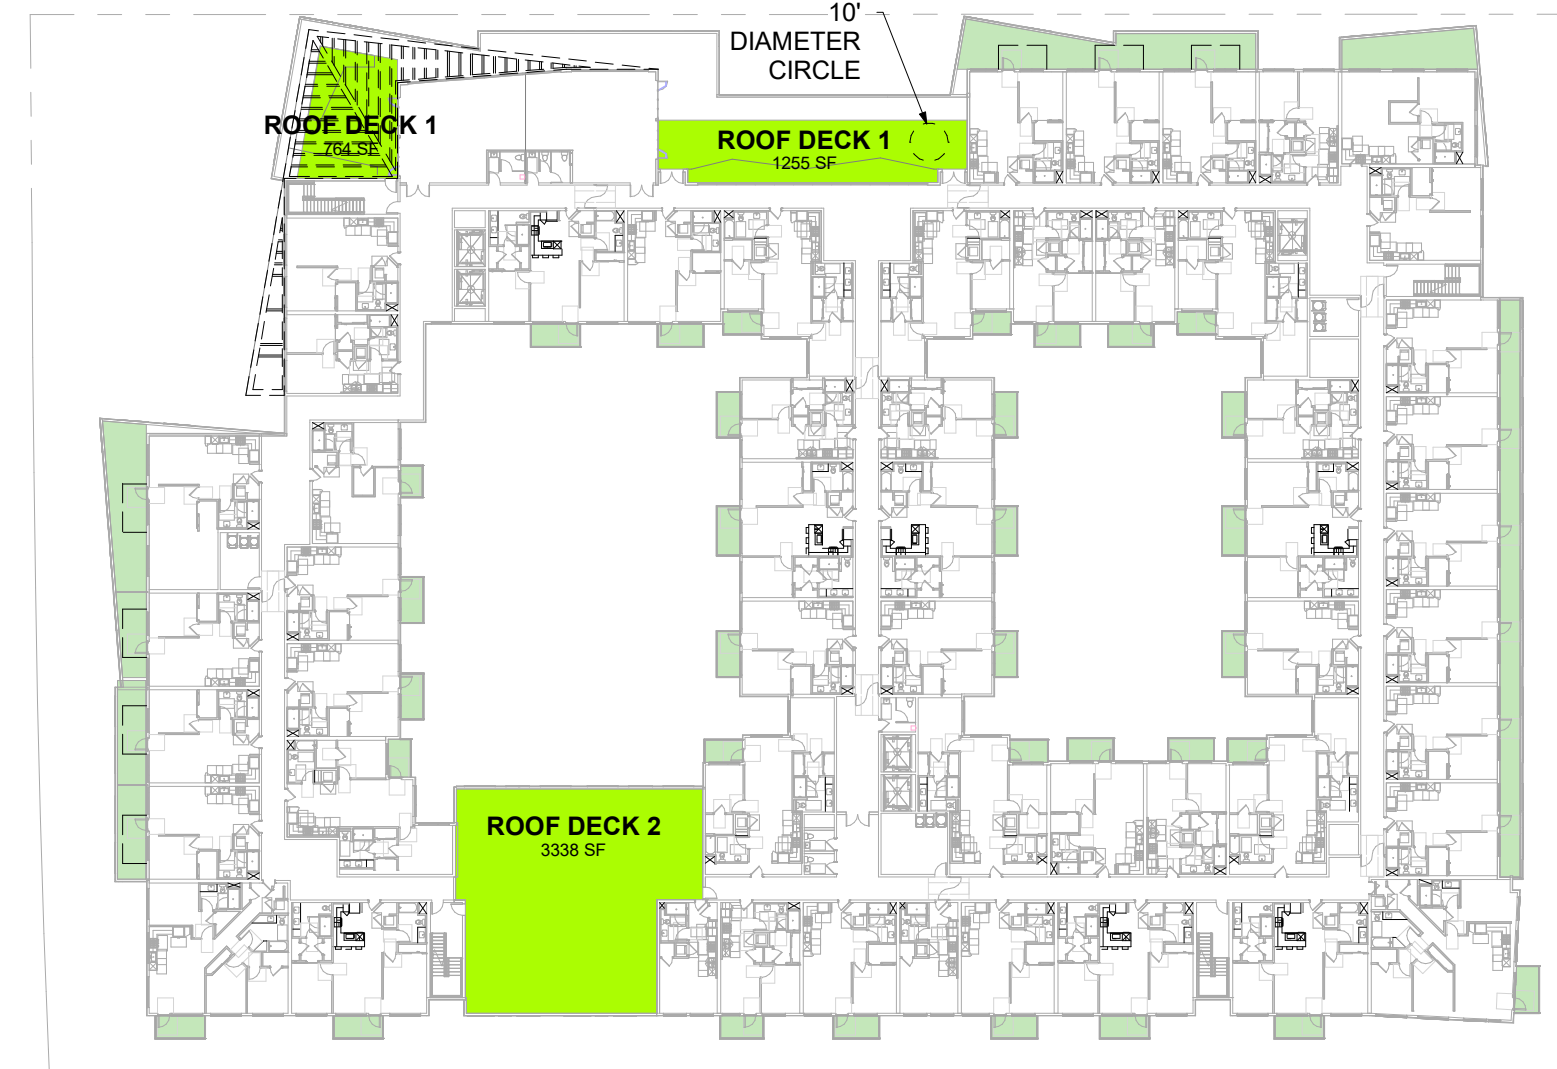 10'
DIAMETER
CIRCLE
ROOF DECK 1
764 SF
ROOF DECK 1
1255 SF
ROOF DECK 2
3338 SF